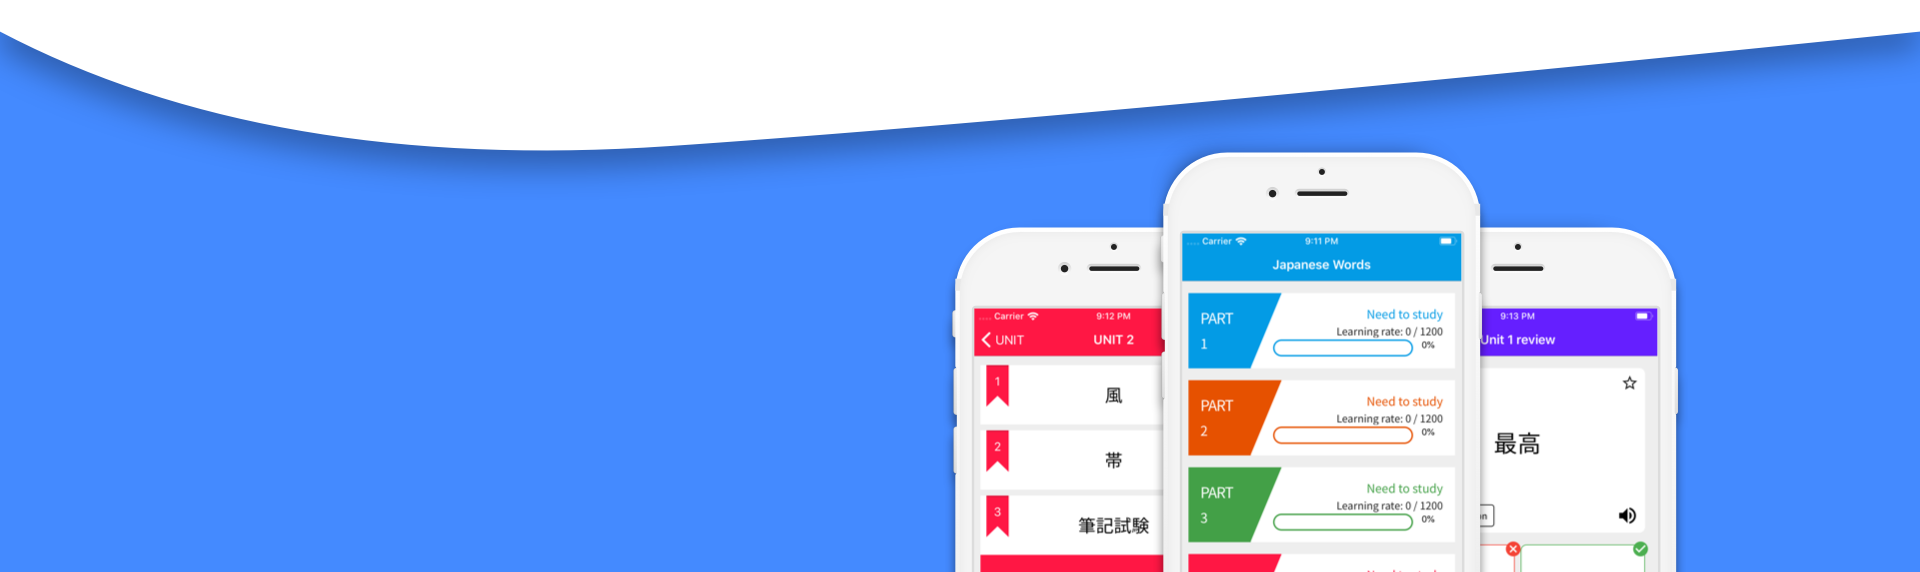 Carrier
9:12 PM
UNIT
UNIT 2
1
風
2
帯
3
筆記試験
Carrier
9:11 PM
Japanese Words
PART
1
Need to study
Learning rate: 0 / 1200
0%
PART
2
Need to study
Learning rate: 0 / 1200
0%
PART
3
Need to study
Learning rate: 0 / 1200
0%
9:13 PM
Unit 1 review
最高